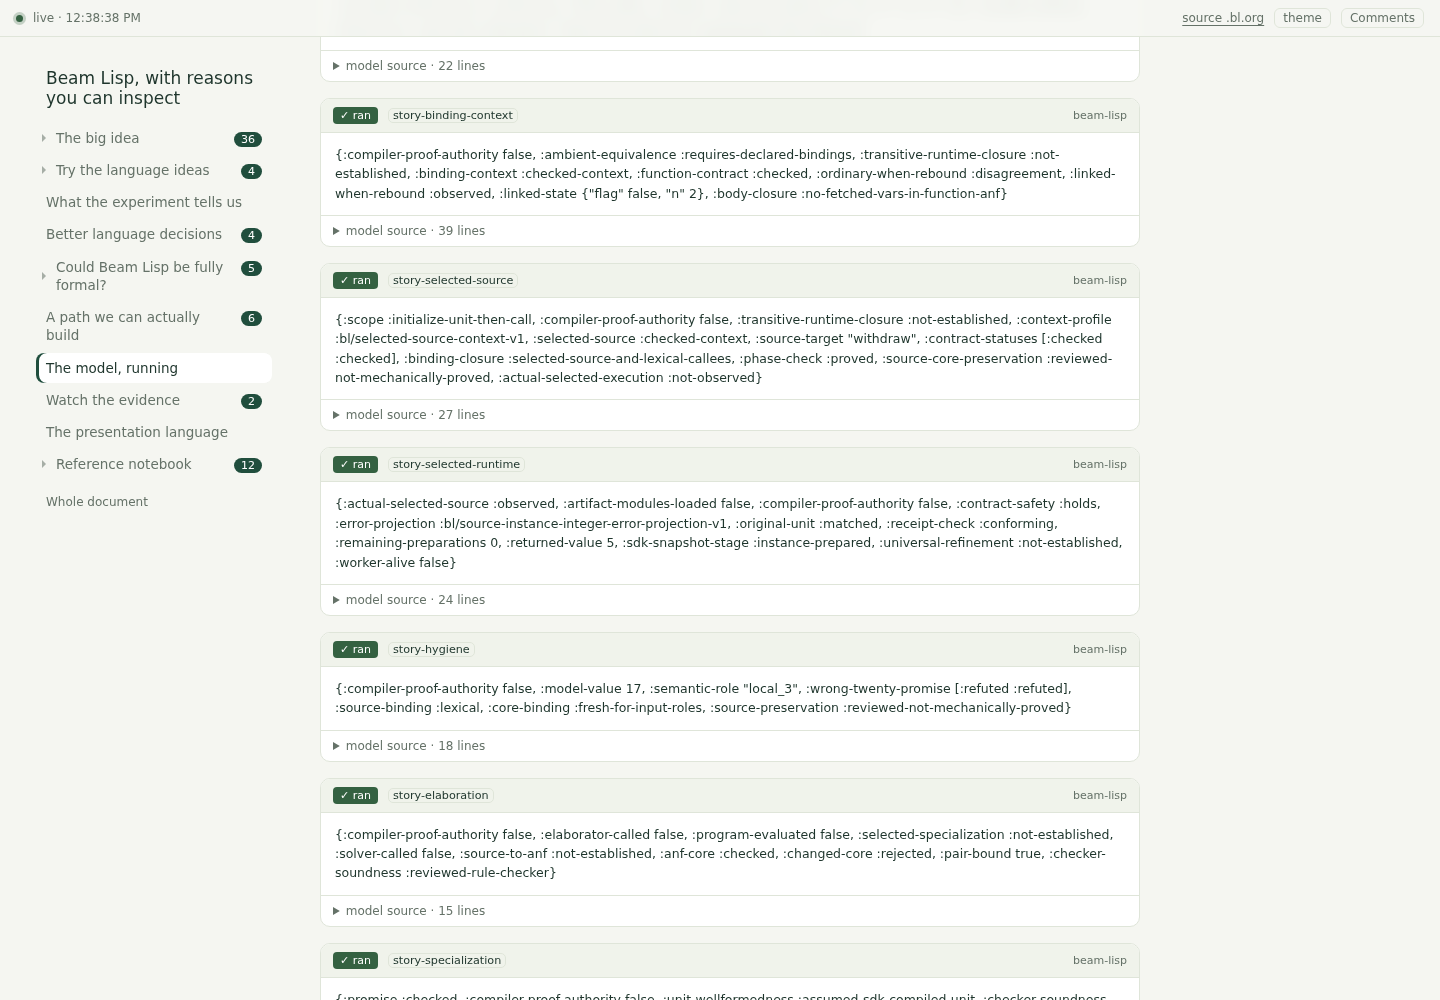 live · 12:38:38 PM
source .bl.org
theme
Comments
Beam Lisp, with reasons
you can inspect
The big idea 36
Try the language ideas 4
What the experiment tells us
Better language decisions 4
Could Beam Lisp be fully 5
formal?
A path we can actually 6
build
The model, running
Watch the evidence 2
The presentation language
Reference notebook 12
Whole document
model source · 22 lines
✓ ran story-binding-context beam-lisp
{:compiler-proof-authority false, :ambient-equivalence :requires-declared-bindings, :transitive-runtime-closure :not-
established, :binding-context :checked-context, :function-contract :checked, :ordinary-when-rebound :disagreement, :linked-
when-rebound :observed, :linked-state {"flag" false, "n" 2}, :body-closure :no-fetched-vars-in-function-anf}
model source · 39 lines
✓ ran story-selected-source beam-lisp
{:scope :initialize-unit-then-call, :compiler-proof-authority false, :transitive-runtime-closure :not-established, :context-profile
:bl/selected-source-context-v1, :selected-source :checked-context, :source-target "withdraw", :contract-statuses [:checked
:checked], :binding-closure :selected-source-and-lexical-callees, :phase-check :proved, :source-core-preservation :reviewed-
not-mechanically-proved, :actual-selected-execution :not-observed}
model source · 27 lines
✓ ran story-selected-runtime beam-lisp
{:actual-selected-source :observed, :artifact-modules-loaded false, :compiler-proof-authority false, :contract-safety :holds,
:error-projection :bl/source-instance-integer-error-projection-v1, :original-unit :matched, :receipt-check :conforming,
:remaining-preparations 0, :returned-value 5, :sdk-snapshot-stage :instance-prepared, :universal-refinement :not-established,
:worker-alive false}
model source · 24 lines
✓ ran story-hygiene beam-lisp
{:compiler-proof-authority false, :model-value 17, :semantic-role "local_3", :wrong-twenty-promise [:refuted :refuted],
:source-binding :lexical, :core-binding :fresh-for-input-roles, :source-preservation :reviewed-not-mechanically-proved}
model source · 18 lines
✓ ran story-elaboration beam-lisp
{:compiler-proof-authority false, :elaborator-called false, :program-evaluated false, :selected-specialization :not-established,
:solver-called false, :source-to-anf :not-established, :anf-core :checked, :changed-core :rejected, :pair-bound true, :checker-
soundness :reviewed-rule-checker}
model source · 15 lines
✓ ran story-specialization beam-lisp
{:promise :checked, :compiler-proof-authority false, :unit-wellformedness :assumed-sdk-compiled-unit, :checker-soundness